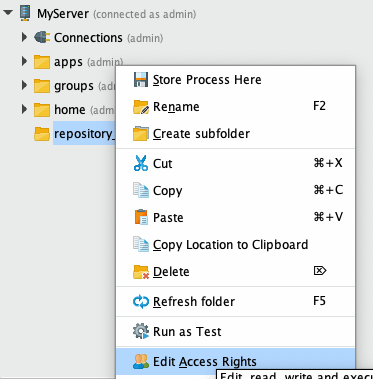 MyServer (connected as admin)
Connections (admin)
apps (admin)
groups (adm
home (adm
repository_
Store Process Here
Rename F2
Create subfolder
Cut ⌘+X
Copy ⌘+C
Paste ⌘+V
Copy Location to Clipboard
Delete ⌦
Refresh folder F5
Run as Test
Edit Access Rights
Edit, read, write and exec